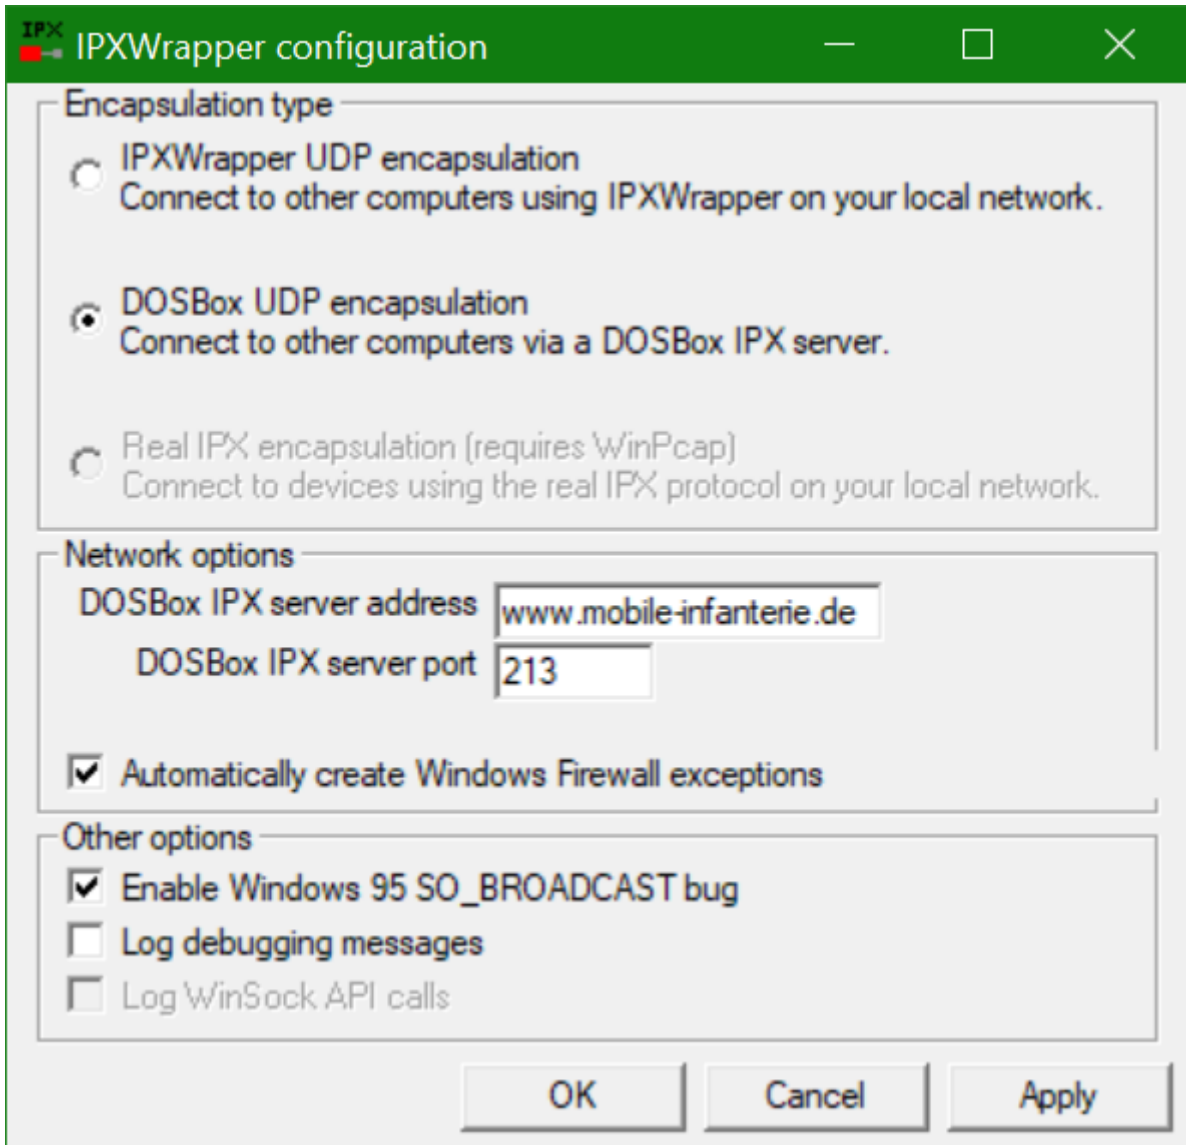 IPX
IPXWrapper configuration
Encapsulation type
IPXWrapper UDP encapsulation
Connect to other computers using IPXWrapper on your local network.
DOSBox UDP encapsulation
Connect to other computers via a DOSBox IPX server.
Real IPX encapsulation (requires WinPcap)
Connect to devices using the real IPX protocol on your local network.
Network options
DOSBox IPX server address www.mobile-infanterie.de
DOSBox IPX server port 213
Automatically create Windows Firewall exceptions
Other options
Enable Windows 95 SO_BROADCAST bug
Log debugging messages
Log WinSock API calls
OK Cancel Apply